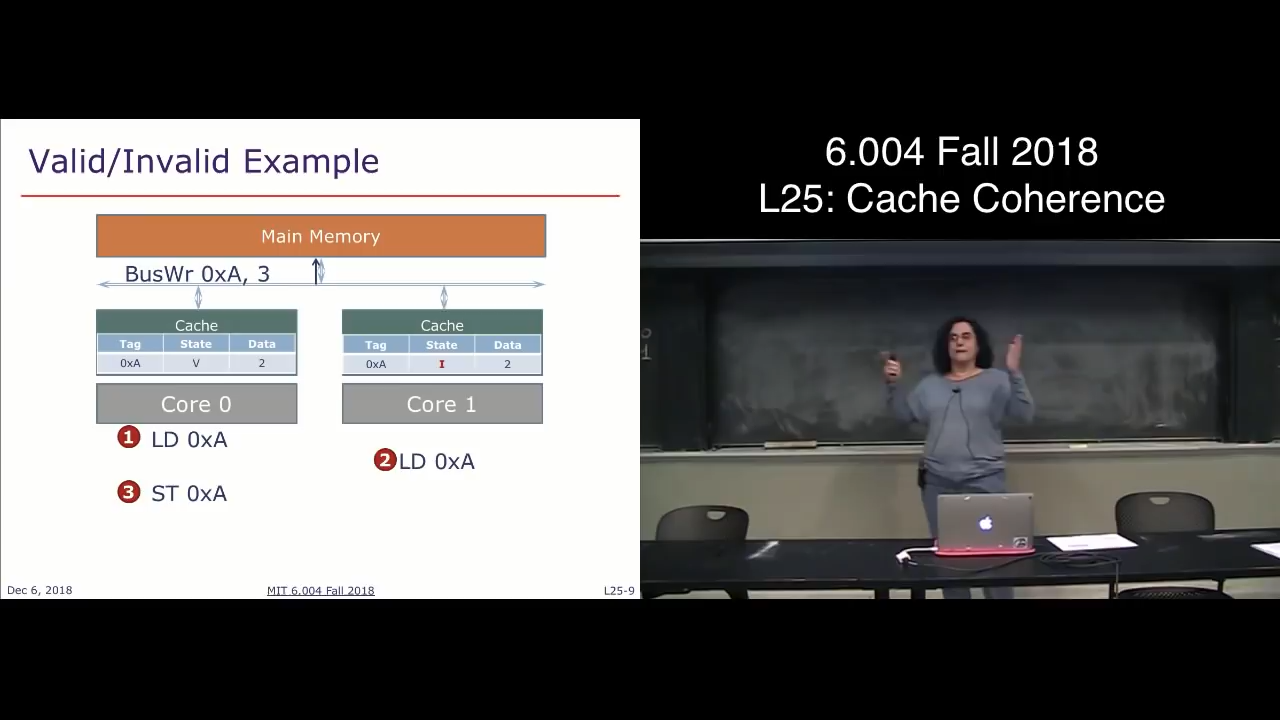 Valid/Invalid Example
Main Memory
BusWr 0xA, 3
Cache
Tag State Data
0xA V 2
Cache
Tag State Data
0xA I 2
Core 0
Core 1
1 LD 0xA
2 LD 0xA
3 ST 0xA
Dec 6, 2018
MIT 6.004 Fall 2018
L25-9
6.004 Fall 2018
L25: Cache Coherence